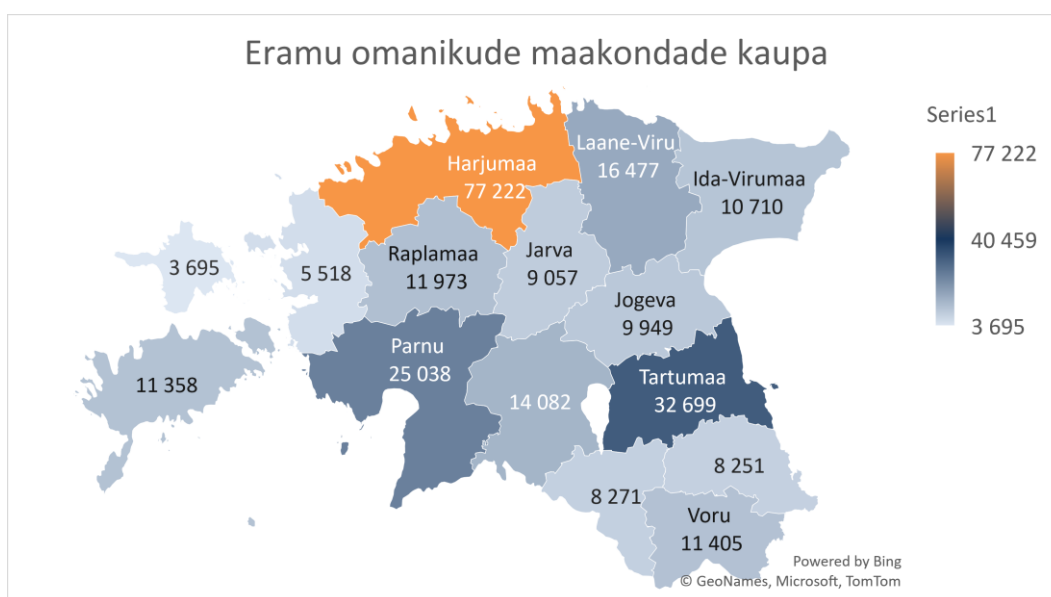 Eramu omanikude maakondade kaupa
Series1
77 222
40 459
3 695
Harjumaa
77 222
Laane-Viru
16 477
Ida-Virumaa
10 710
3 695
5 518
Raplamaa
11 973
Jarva
9 057
Jogeva
9 949
11 358
Parnu
25 038
14 082
Tartumaa
32 699
8 271
8 251
Voru
11 405
Powered by Bing
© GeoNames, Microsoft, TomTom